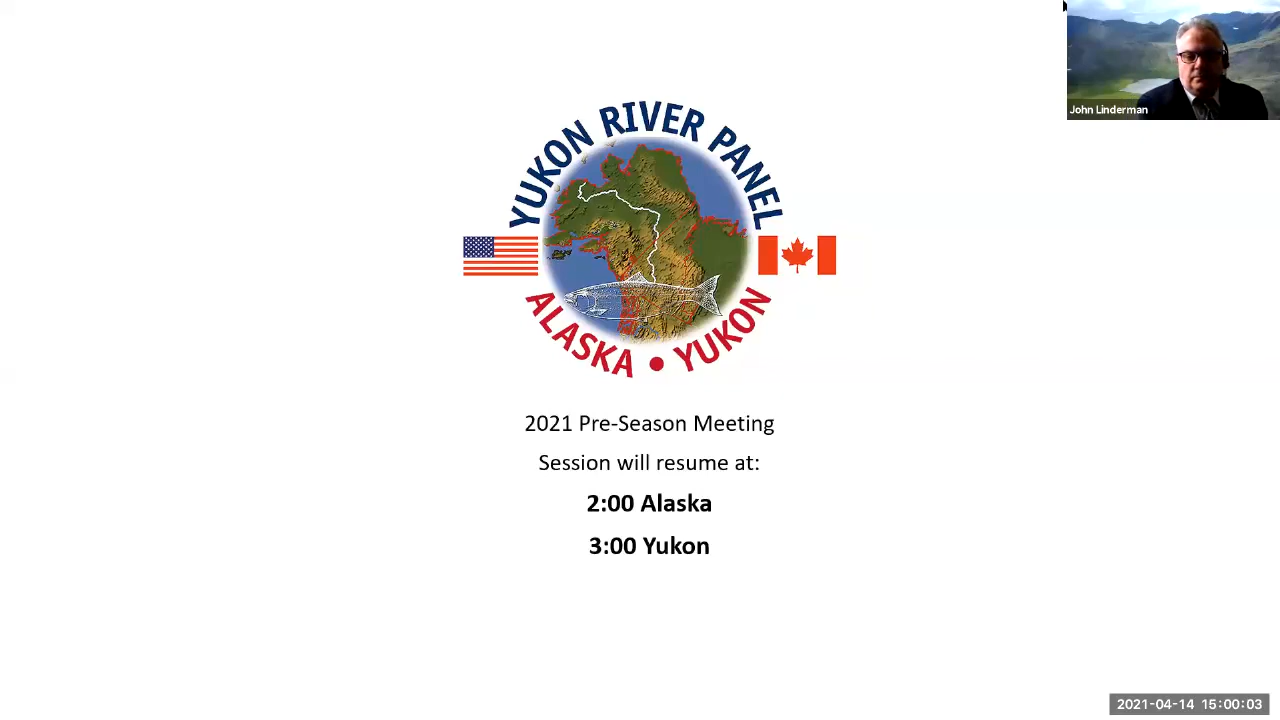 YUKON RIVER PANEL
ALASKA • YUKON
2021 Pre-Season Meeting
Session will resume at:
2:00 Alaska
3:00 Yukon
John Linderman
2021-04-14 15:00:03